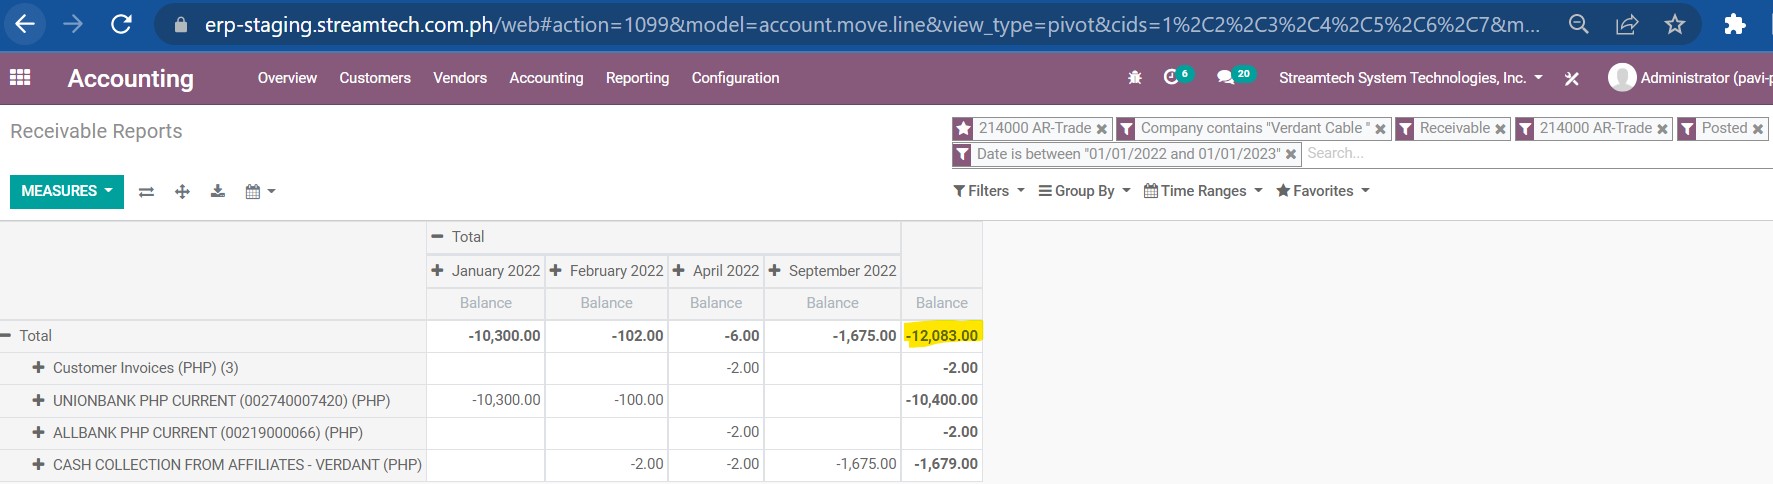 erp-staging.streamtech.com.ph/web#action=1099&model=account.move.line&view_type=pivot&cids=1%2C2%2C3%2C4%2C5%2C6%2C7&m...
Accounting Overview Customers Vendors Accounting Reporting Configuration 6 20 Streamtech System Technologies, Inc. Administrator (pavi-p
Receivable Reports
214000 AR-Trade Company contains "Verdant Cable " Receivable 214000 AR-Trade Posted
Date is between "01/01/2022 and 01/01/2023" Search...
MEASURES Filters Group By Time Ranges Favorites
Total
January 2022 February 2022 April 2022 September 2022
Balance Balance Balance Balance Balance
Total -10,300.00 -102.00 -6.00 -1,675.00 -12,083.00
Customer Invoices (PHP) (3) -2.00 -2.00
UNIONBANK PHP CURRENT (002740007420) (PHP) -10,300.00 -100.00 -10,400.00
ALLBANK PHP CURRENT (00219000066) (PHP) -2.00 -2.00
CASH COLLECTION FROM AFFILIATES - VERDANT (PHP) -2.00 -2.00 -1,675.00 -1,679.00